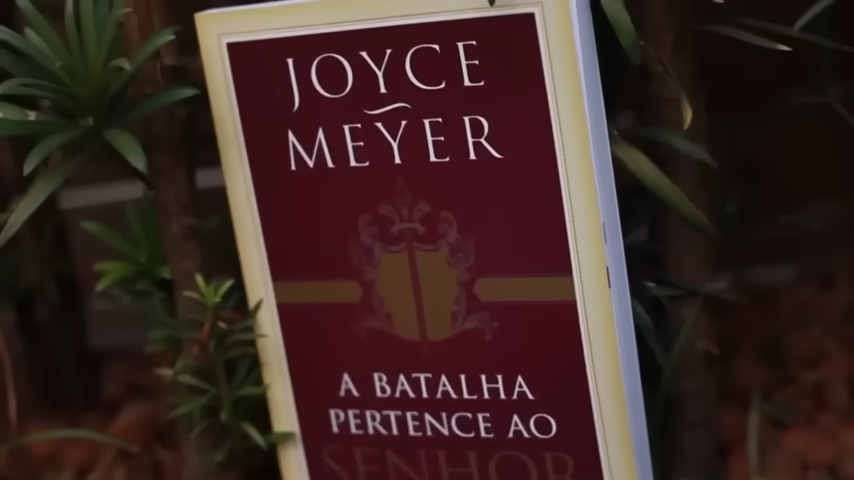 JOYCE
MEYER
A BATALHA
PERTENCE AO
SENHOR